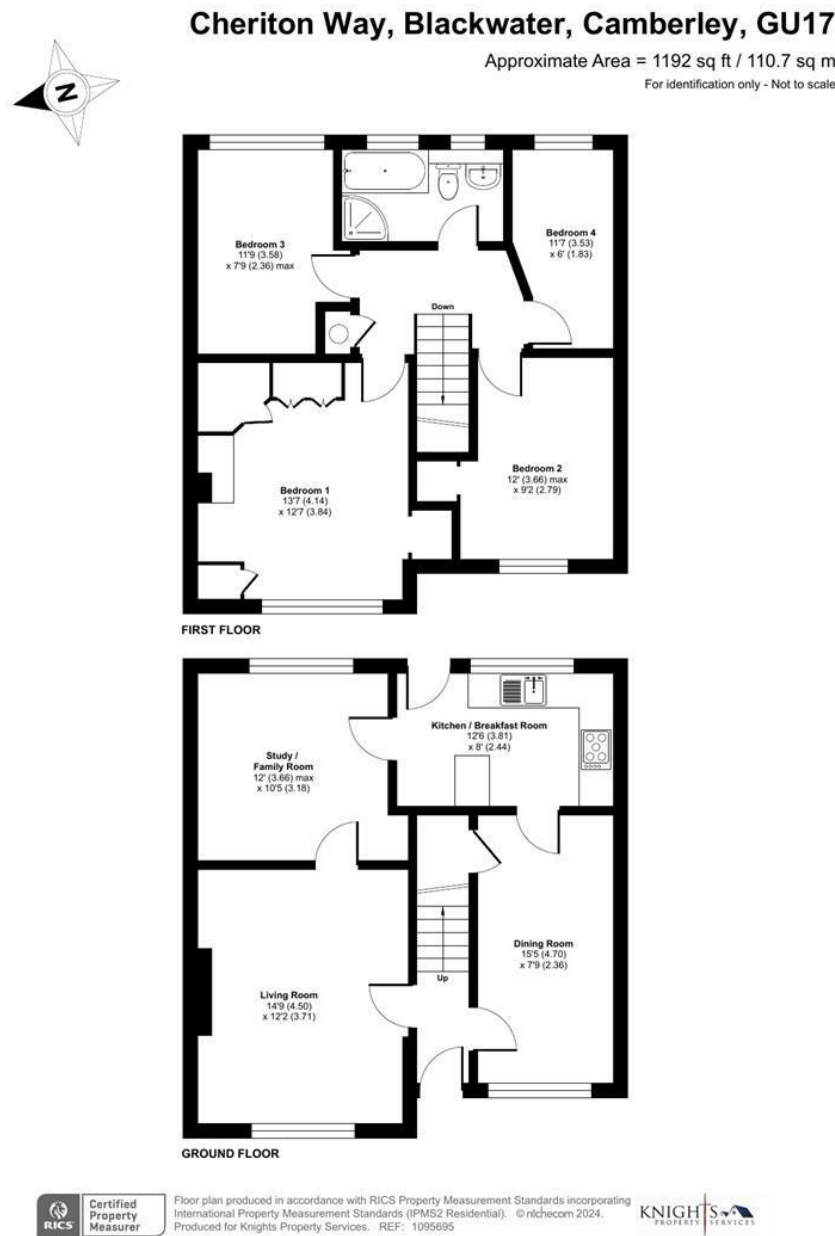 Cheriton Way, Blackwater, Camberley, GU17
Approximate Area = 1192 sq ft / 110.7 sq m
For identification only - Not to scale
N
Bedroom 3
11'9 (3.58)
x 7'9 (2.36) max
Bedroom 4
11'7 (3.53)
x 6' (1.83)
Down
Bedroom 1
13'7 (4.14)
x 12'7 (3.84)
Bedroom 2
12' (3.66) max
x 9'2 (2.79)
FIRST FLOOR
Kitchen / Breakfast Room
12'6 (3.81)
x 8' (2.44)
Study /
Family Room
12' (3.66) max
x 10'5 (3.18)
Living Room
14'9 (4.50)
x 12'2 (3.71)
Up
Dining Room
15'5 (4.70)
x 7'9 (2.36)
GROUND FLOOR
RICS
Certified
Property
Measurer
Floor plan produced in accordance with RICS Property Measurement Standards incorporating
International Property Measurement Standards (IPMS2 Residential). © nichecom 2024.
Produced for Knights Property Services. REF: 1095695
KNIGHTS
PROPERTY SERVICES